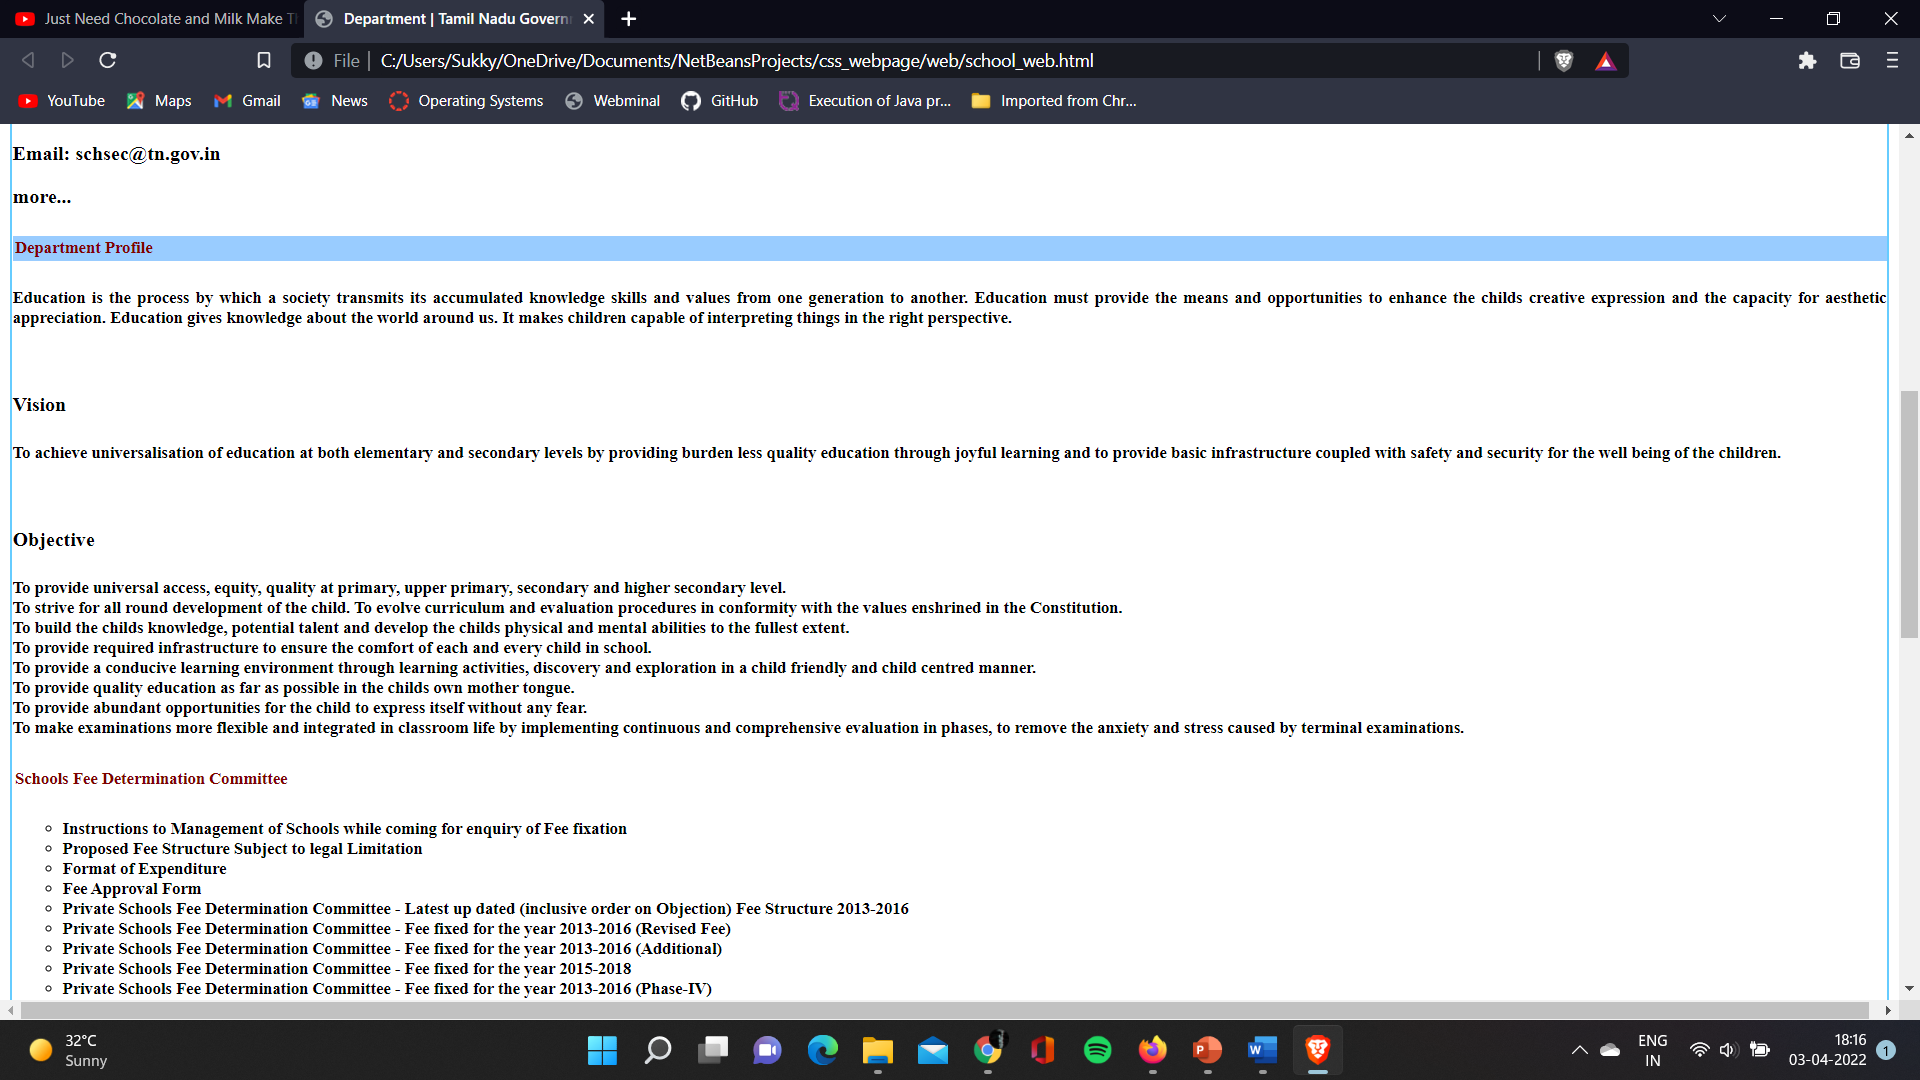 Just Need Chocolate and Milk Make
Department | Tamil Nadu Govern
File
C:/Users/Sukky/OneDrive/Documents/NetBeansProjects/css_webpage/web/school_web.html
YouTube Maps Gmail News Operating Systems Webminal GitHub Execution of Java pr... Imported from Chr...
Email: schsec@tn.gov.in
more...
Department Profile
Education is the process by which a society transmits its accumulated knowledge skills and values from one generation to another. Education must provide the means and opportunities to enhance the childs creative expression and the capacity for aesthetic
appreciation. Education gives knowledge about the world around us. It makes children capable of interpreting things in the right perspective.
Vision
To achieve universalisation of education at both elementary and secondary levels by providing burden less quality education through joyful learning and to provide basic infrastructure coupled with safety and security for the well being of the children.
Objective
To provide universal access, equity, quality at primary, upper primary, secondary and higher secondary level.
To strive for all round development of the child. To evolve curriculum and evaluation procedures in conformity with the values enshrined in the Constitution.
To build the childs knowledge, potential talent and develop the childs physical and mental abilities to the fullest extent.
To provide required infrastructure to ensure the comfort of each and every child in school.
To provide a conducive learning environment through learning activities, discovery and exploration in a child friendly and child centred manner.
To provide quality education as far as possible in the childs own mother tongue.
To provide abundant opportunities for the child to express itself without any fear.
To make examinations more flexible and integrated in classroom life by implementing continuous and comprehensive evaluation in phases, to remove the anxiety and stress caused by terminal examinations.
Schools Fee Determination Committee
Instructions to Management of Schools while coming for enquiry of Fee fixation
Proposed Fee Structure Subject to legal Limitation
Format of Expenditure
Fee Approval Form
Private Schools Fee Determination Committee - Latest up dated (inclusive order on Objection) Fee Structure 2013-2016
Private Schools Fee Determination Committee - Fee fixed for the year 2013-2016 (Revised Fee)
Private Schools Fee Determination Committee - Fee fixed for the year 2013-2016 (Additional)
Private Schools Fee Determination Committee - Fee fixed for the year 2015-2018
Private Schools Fee Determination Committee - Fee fixed for the year 2013-2016 (Phase-IV)
32°C
Sunny
ENG
IN
18:16
03-04-2022
1